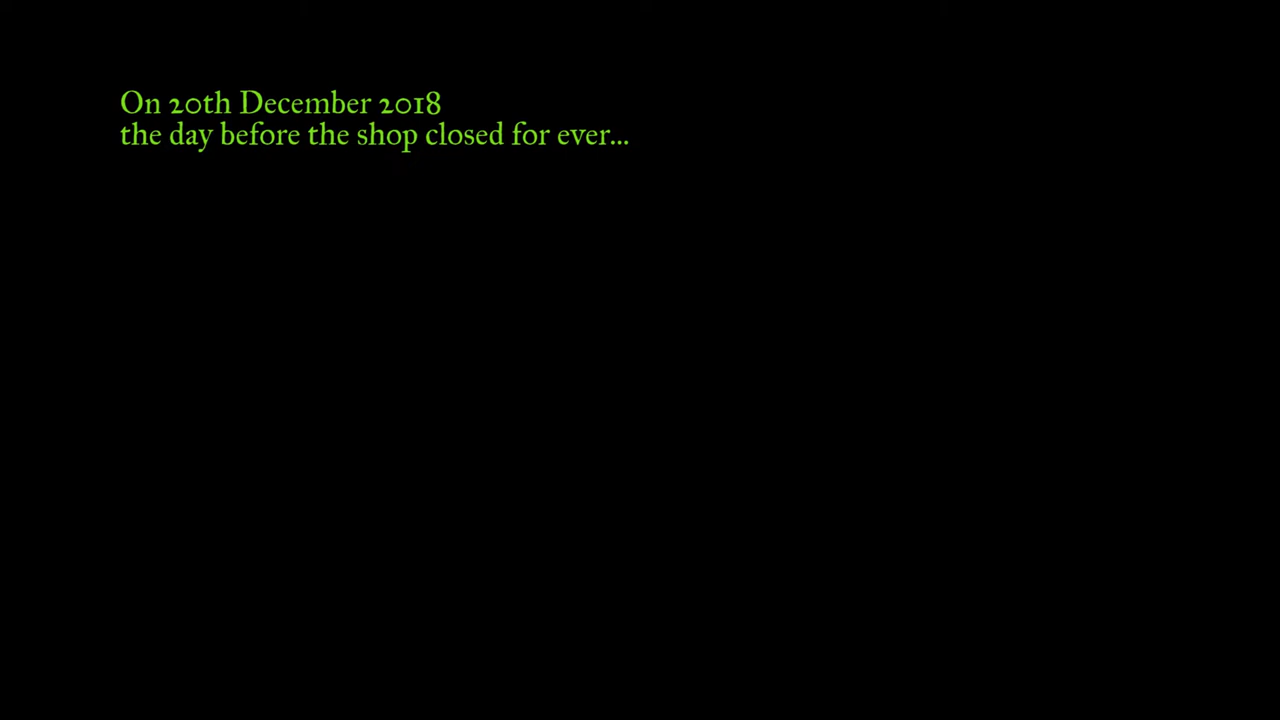 On 20th December 2018
the day before the shop closed for ever...